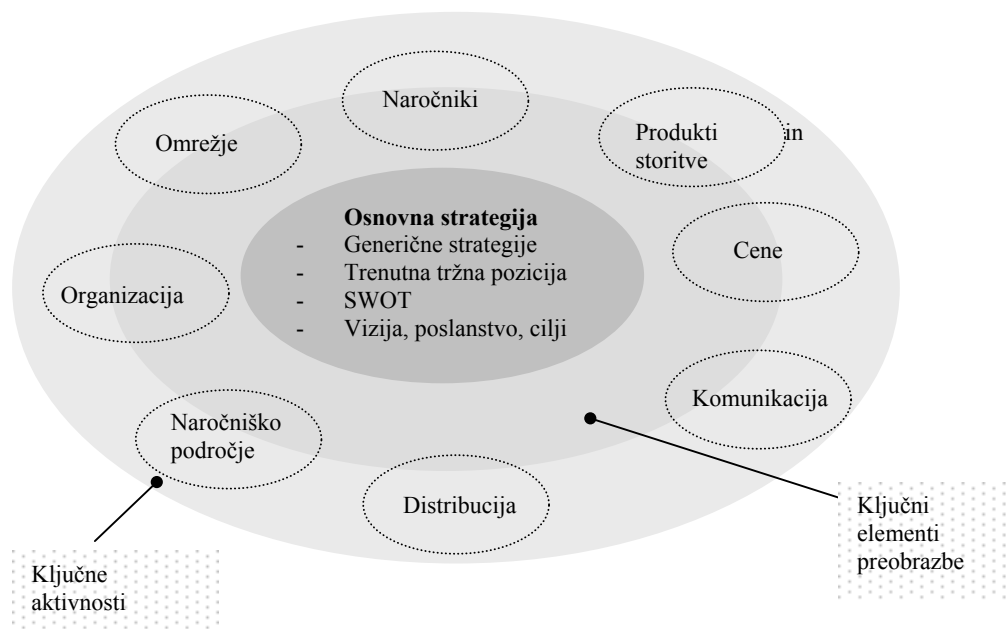 Naročniki
Omrežje
Produkti in
storitve
Osnovna strategija
- Generične strategije
- Trenutna tržna pozicija
- SWOT
- Vizija, poslanstvo, cilji
Cene
Organizacija
Komunikacija
Naročniško
področje
Distribucija
Ključni
elementi
preobrazbe
Ključne
aktivnosti